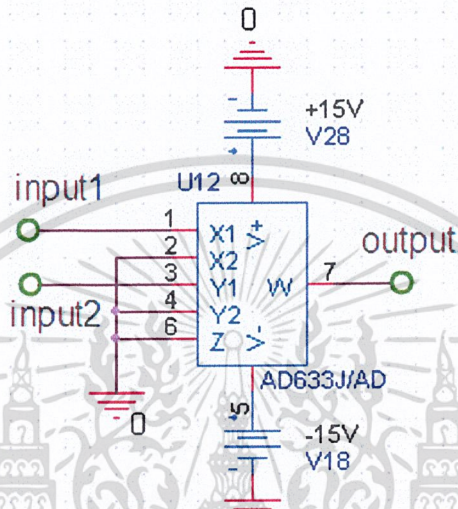 0
+15V
V28
input1
U12
8
1
X1
V+
2
X2
output
3
Y1
W
7
input2
4
Y2
6
Z
V-
AD633J/AD
0
5
-15V
V18